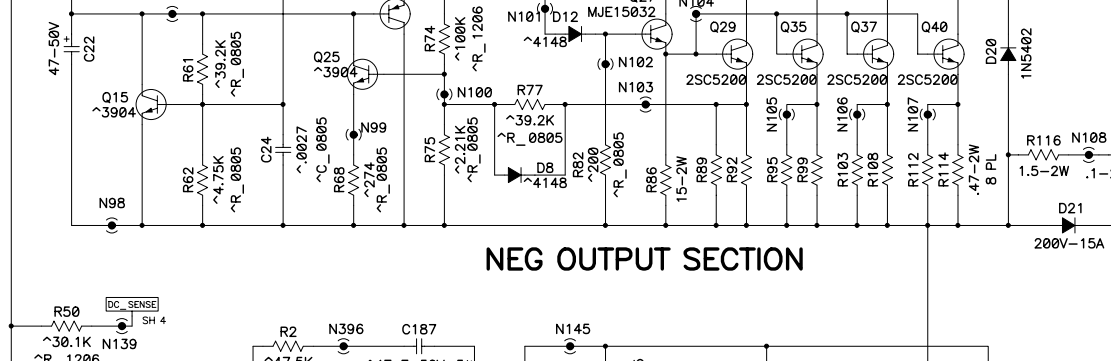 47-50V
+
C22
R61
^39.2K
^R_0805
Q15
^3904
R62
^4.75K
^R_0805
C24
^.0027
^C_0805
Q25
^3904
N99
R68
^274
^R_0805
R74
^100K
^R_1206
N100
R75
^2.21K
^R_0805
R77
^39.2K
^R_0805
D8
^4148
N101
D12
^4148
MJE15032
N102
N103
R82
^200
^R_0805
R86
15-2W
N104
Q29
2SC5200
R89
R92
Q35
2SC5200
N105
R95
R99
Q37
2SC5200
N106
R103
R108
Q40
2SC5200
N107
R112
R114
.47-2W
8 PL
D20
1N5402
R116
1.5-2W
N108
D21
200V-15A
N98
NEG OUTPUT SECTION
DC_SENSE
SH 4
R50
^30.1K
^R_1206
N139
R2
^47.5K
N396
C187
N145